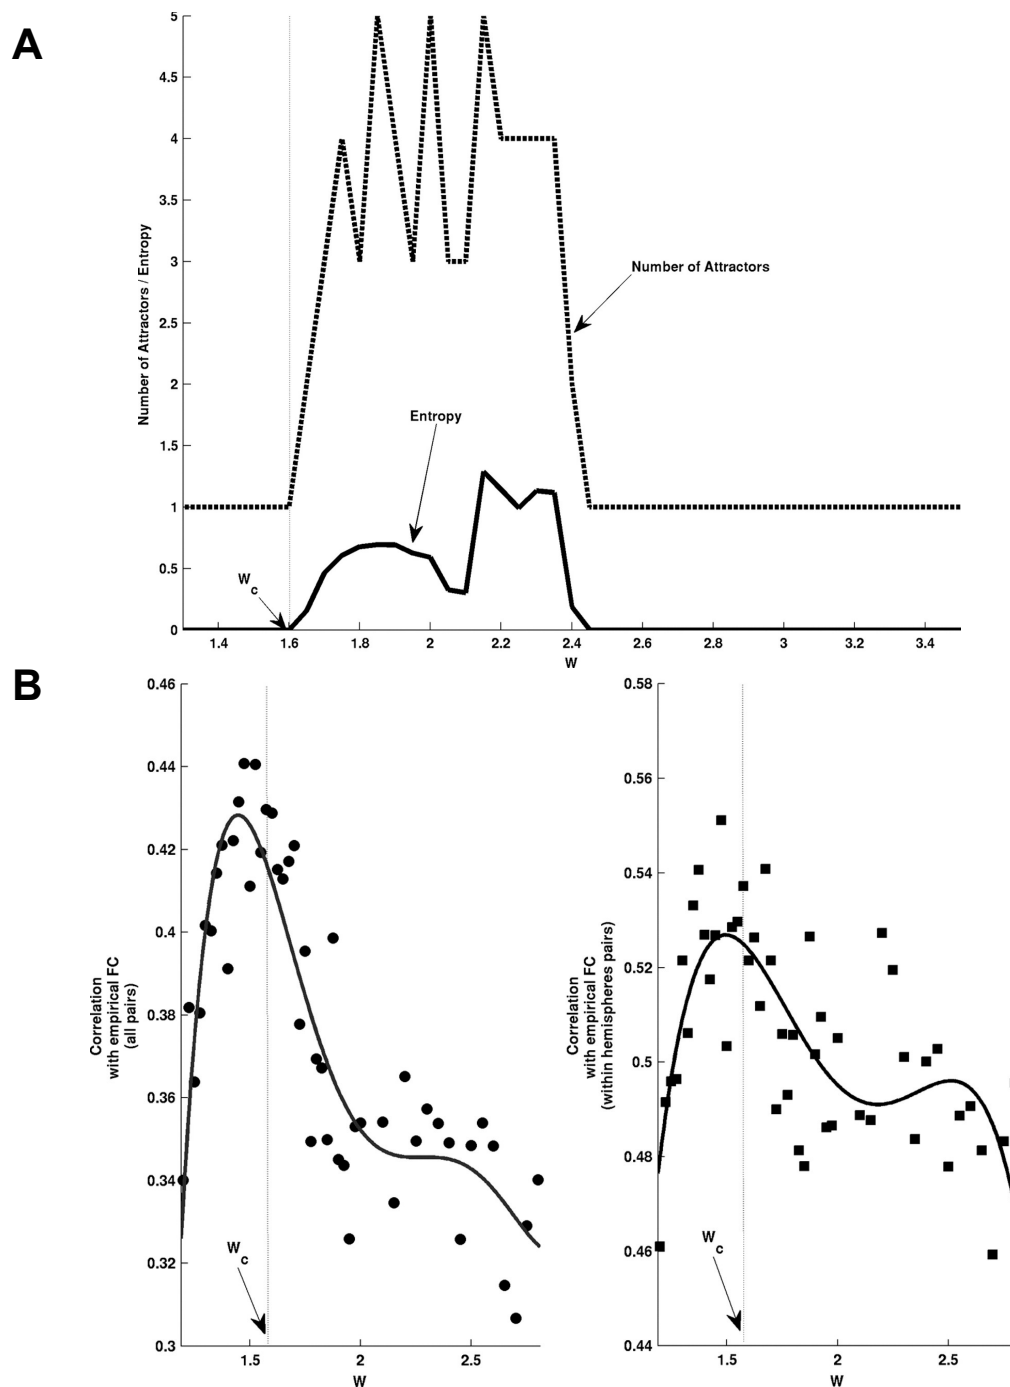 A
5
4.5
4
3.5
3
2.5
2
1.5
1
0.5
0
Number of Attractors / Entropy
Number of Attractors
Entropy
W
c
1.4 1.6 1.8 2 2.2 2.4 2.6 2.8 3 3.2 3.4
W
B
0.46
0.44
0.42
0.4
0.38
0.36
0.34
0.32
0.3
Correlation
with empirical FC
(all pairs)
W
c
1.5 2 2.5
W
0.58
0.56
0.54
0.52
0.5
0.48
0.46
0.44
Correlation
with empirical FC
(within hemispheres pairs)
W
c
1.5 2 2.5
W